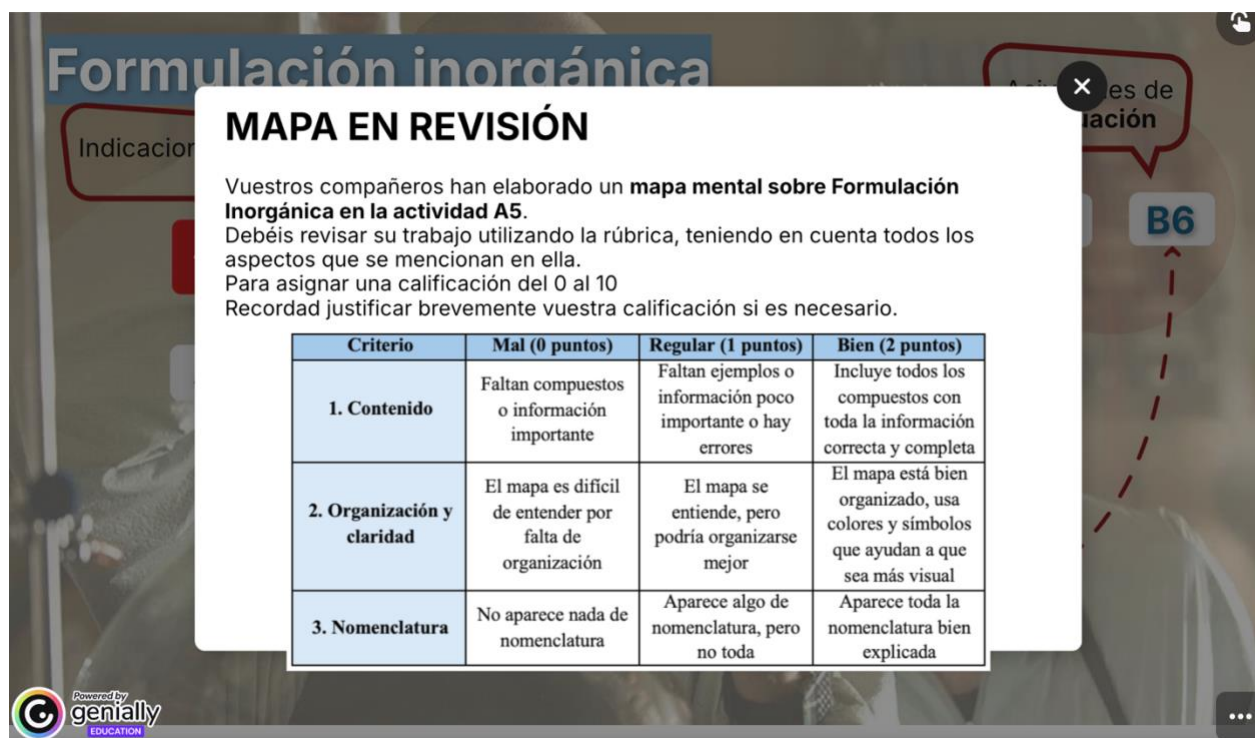 Formulación inorgánica
Indicacion
es de
uación
B6
MAPA EN REVISIÓN
Vuestros compañeros han elaborado un mapa mental sobre Formulación
Inorgánica en la actividad A5.
Debéis revisar su trabajo utilizando la rúbrica, teniendo en cuenta todos los
aspectos que se mencionan en ella.
Para asignar una calificación del 0 al 10
Recordad justificar brevemente vuestra calificación si es necesario.
Criterio Mal (0 puntos) Regular (1 puntos) Bien (2 puntos)
1. Contenido
Faltan compuestos
o información
importante
Faltan ejemplos o
información poco
importante o hay
errores
Incluye todos los
compuestos con
toda la información
correcta y completa
2. Organización y
claridad
El mapa es difícil
de entender por
falta de
organización
El mapa se
entiende, pero
podría organizarse
mejor
El mapa está bien
organizado, usa
colores y símbolos
que ayudan a que
sea más visual
3. Nomenclatura
No aparece nada de
nomenclatura
Aparece algo de
nomenclatura, pero
no toda
Aparece toda la
nomenclatura bien
explicada
Powered by
genially
EDUCATION